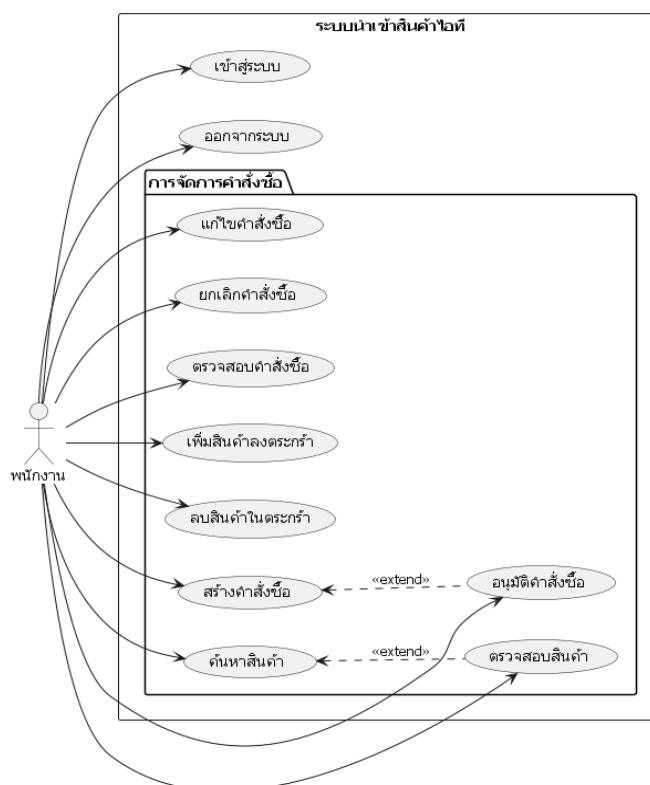 ระบบนำเข้าสินค้าไอที
เข้าสู่ระบบ
ออกจากระบบ
การจัดการคำสั่งซื้อ
แก้ไขคำสั่งซื้อ
ยกเลิกคำสั่งซื้อ
ตรวจสอบคำสั่งซื้อ
เพิ่มสินค้าลงตระกร้า
พนักงาน
ลบสินค้าในตระกร้า
สร้างคำสั่งซื้อ
«extend»
อนุมัติคำสั่งซื้อ
ค้นหาสินค้า
«extend»
ตรวจสอบสินค้า